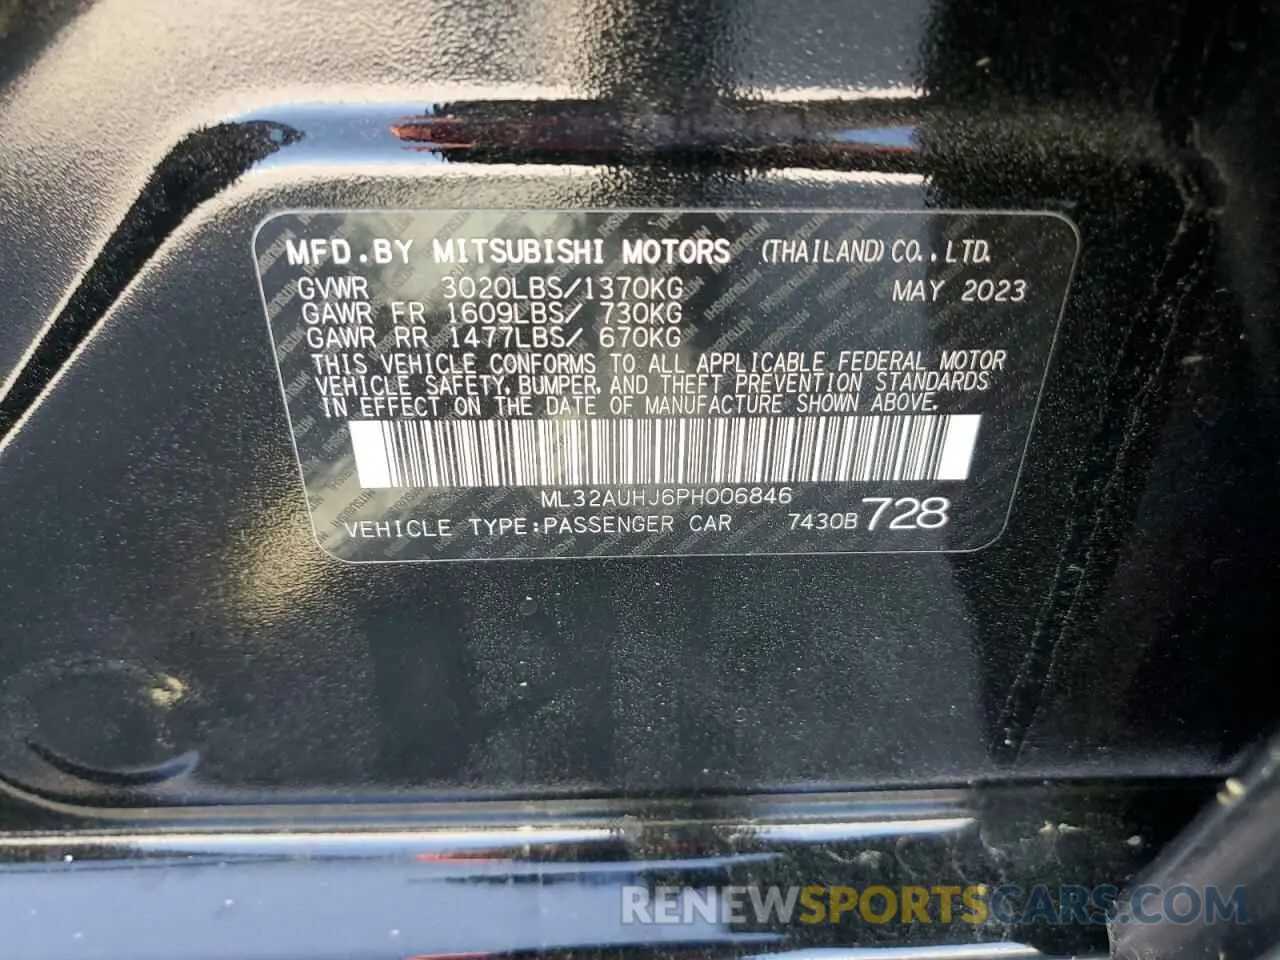 MFD.BY MITSUBISHI MOTORS (THAILAND) CO., LTD.
GVWR 3020LBS/1370KG MAY 2023
GAWR FR 1609LBS/ 730KG
GAWR RR 1477LBS/ 670KG
THIS VEHICLE CONFORMS TO ALL APPLICABLE FEDERAL MOTOR
VEHICLE SAFETY, BUMPER, AND THEFT PREVENTION STANDARDS
IN EFFECT ON THE DATE OF MANUFACTURE SHOWN ABOVE.
ML32AUHJ6PH006846
VEHICLE TYPE:PASSENGER CAR 7430B 728
RENEWSPORTSCARS.COM